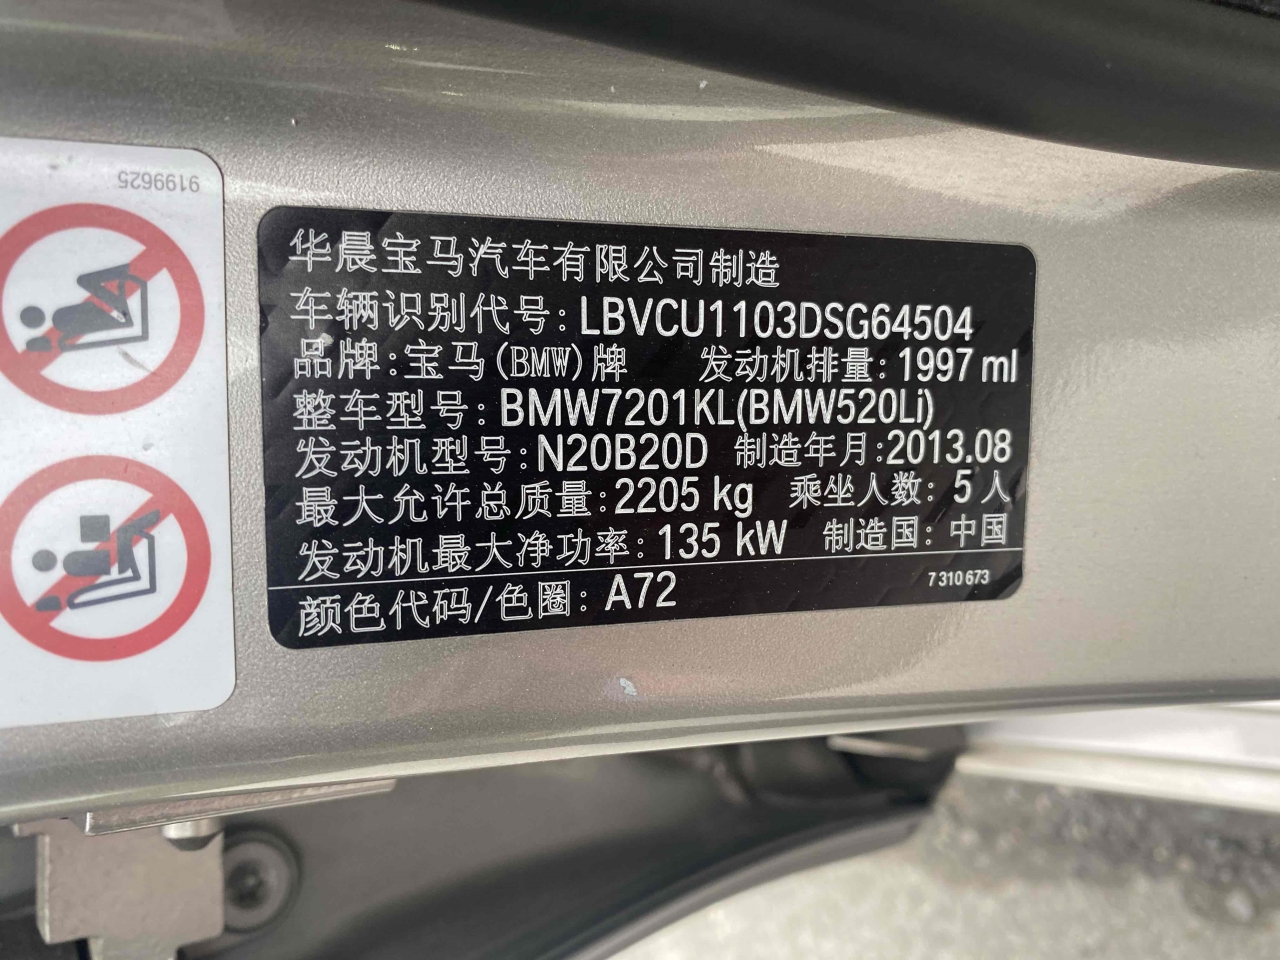 9199625
华晨宝马汽车有限公司制造
车辆识别代号: LBVCU1103DSG64504
品牌: 宝马(BMW)牌 发动机排量: 1997 ml
整车型号: BMW7201KL(BMW520Li)
发动机型号: N20B20D 制造年月: 2013.08
最大允许总质量: 2205 kg 乘坐人数: 5人
发动机最大净功率: 135 kW 制造国: 中国
颜色代码/色圈: A72 7 310 673